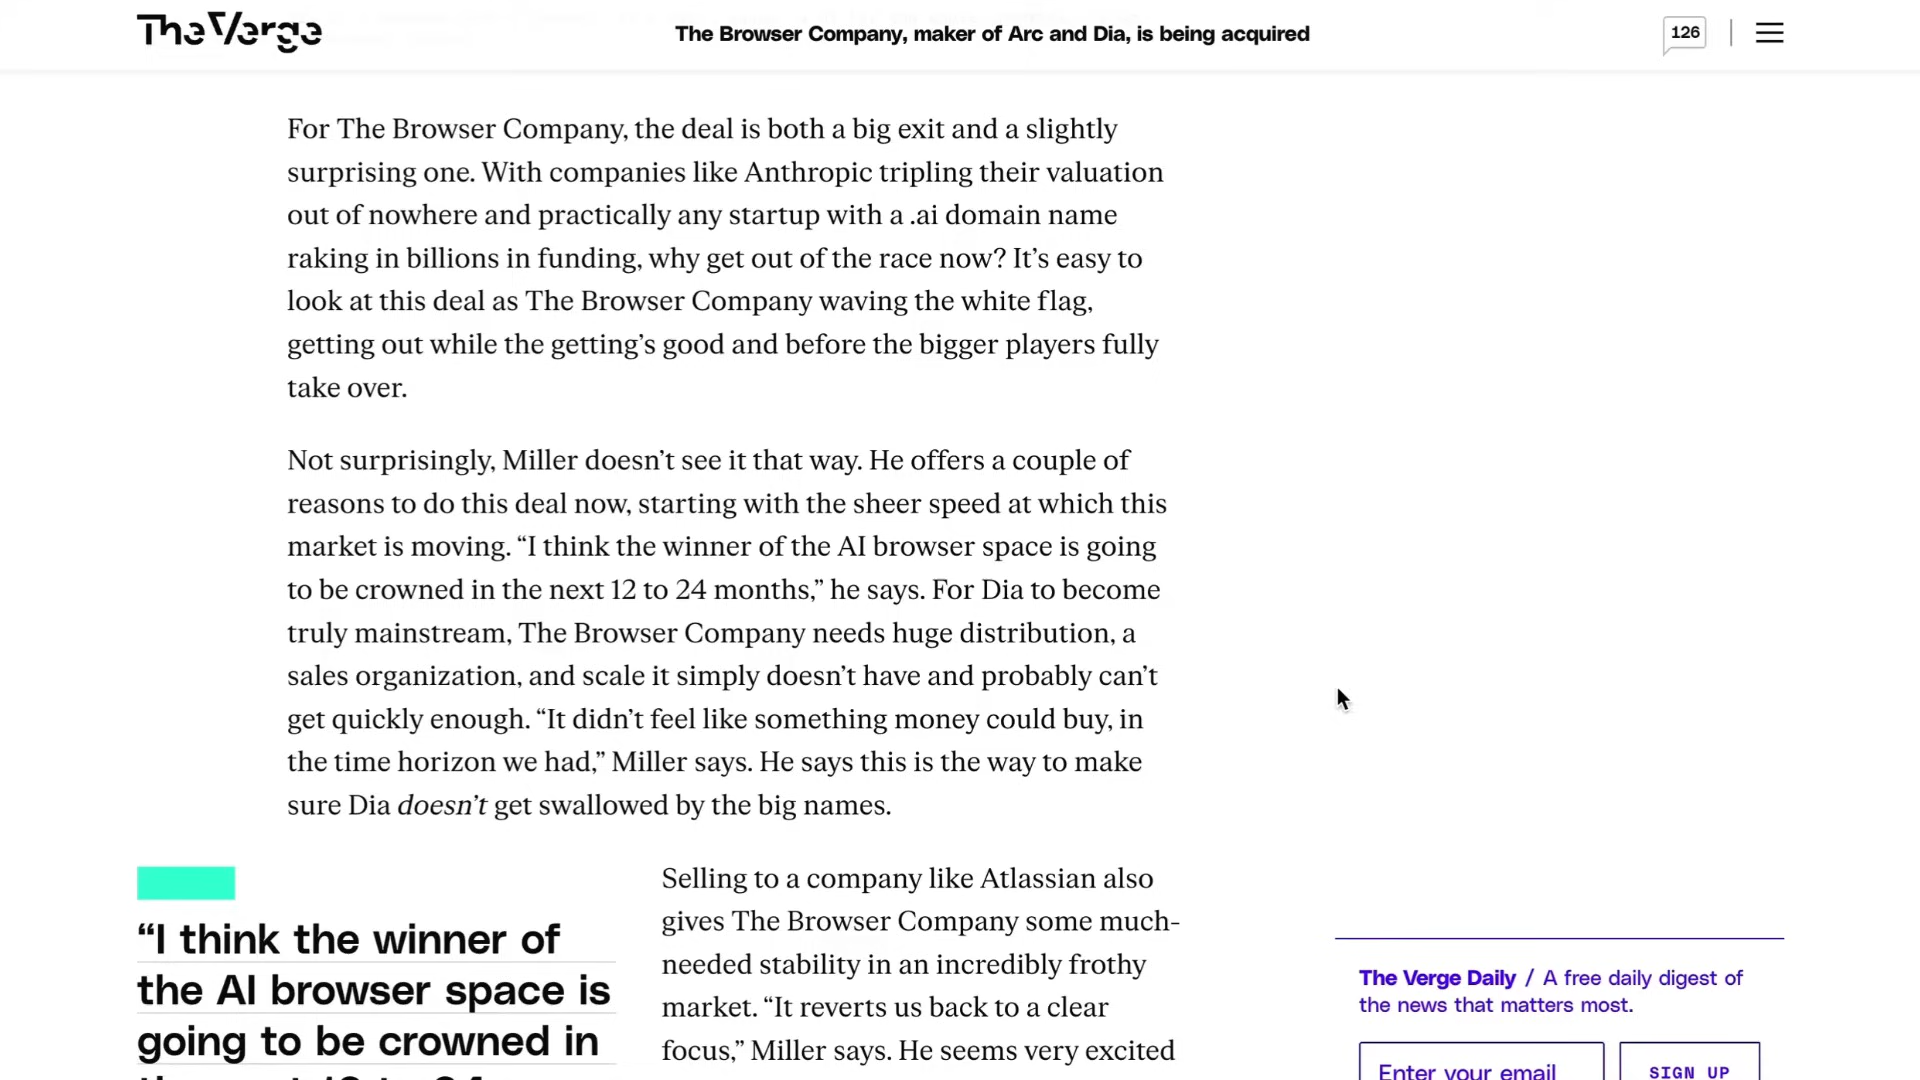 The Verge
The Browser Company, maker of Arc and Dia, is being acquired
126
For The Browser Company, the deal is both a big exit and a slightly
surprising one. With companies like Anthropic tripling their valuation
out of nowhere and practically any startup with a .ai domain name
raking in billions in funding, why get out of the race now? It’s easy to
look at this deal as The Browser Company waving the white flag,
getting out while the getting’s good and before the bigger players fully
take over.
Not surprisingly, Miller doesn’t see it that way. He offers a couple of
reasons to do this deal now, starting with the sheer speed at which this
market is moving. “I think the winner of the AI browser space is going
to be crowned in the next 12 to 24 months,” he says. For Dia to become
truly mainstream, The Browser Company needs huge distribution, a
sales organization, and scale it simply doesn’t have and probably can’t
get quickly enough. “It didn’t feel like something money could buy, in
the time horizon we had,” Miller says. He says this is the way to make
sure Dia doesn’t get swallowed by the big names.
“I think the winner of
the AI browser space is
going to be crowned in
Selling to a company like Atlassian also
gives The Browser Company some much-
needed stability in an incredibly frothy
market. “It reverts us back to a clear
focus,” Miller says. He seems very excited
The Verge Daily / A free daily digest of
the news that matters most.
Enter your email
SIGN UP